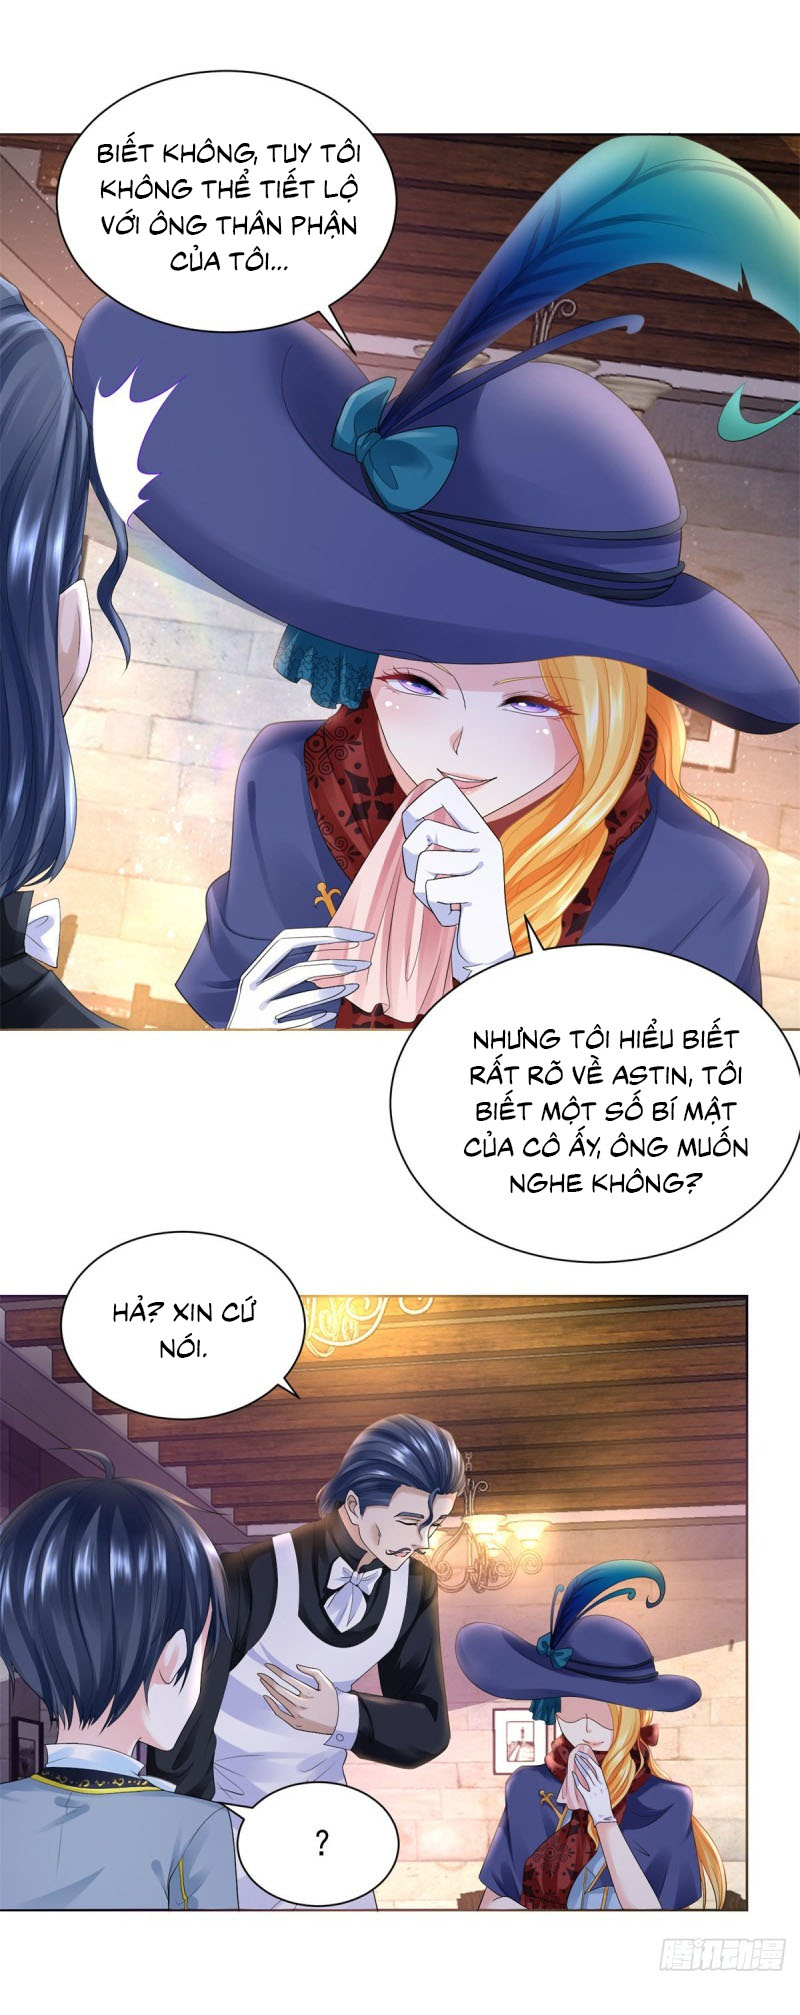 BIẾT KHÔNG, TUY TÔI
KHÔNG THỂ TIẾT LỘ
VỚI ÔNG THÂN PHẬN
CỦA TÔI...
NHƯNG TÔI HIỂU BIẾT
RẤT RÕ VỀ ASTIN, TÔI
BIẾT MỘT SỐ BÍ MẬT
CỦA CÔ ẤY, ÔNG MUỐN
NGHE KHÔNG?
HẢ? XIN CỨ
NÓI.
?
腾讯动漫